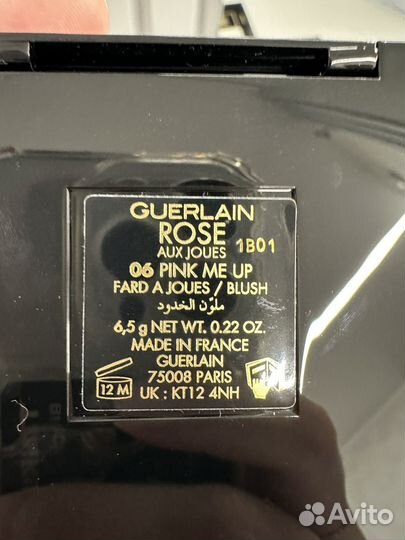 GUERLAIN
ROSE
AUX JOUES 1B01
06 PINK ME UP
FARD A JOUES / BLUSH
ملوّن الخدود
6,5 g NET WT. 0.22 OZ.
MADE IN FRANCE
GUERLAIN
75008 PARIS
12 M
UK : KT12 4NH
Avito